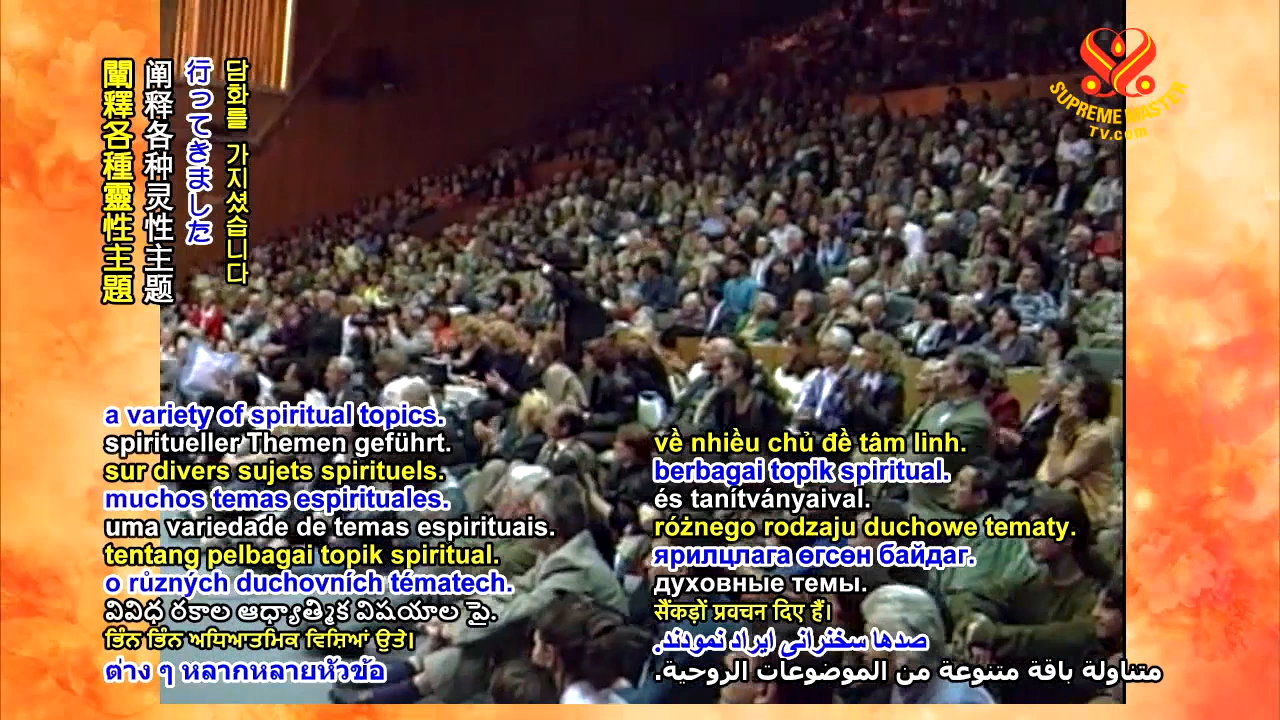 闡釋各種靈性主題
阐释各种灵性主题
行ってきました
담화를 가지셨습니다
SUPREME MASTER
TV.com
a variety of spiritual topics.
spiritueller Themen geführt.
sur divers sujets spirituels.
muchos temas espirituales.
uma variedade de temas espirituais.
tentang pelbagai topik spiritual.
o různých duchovních tématech.
వివిధ రకాల ఆధ్యాత్మిక విషయాల పై.
ਭਿੰਨ ਭਿੰਨ ਅਧਿਆਤਮਿਕ ਵਿਸ਼ਿਆਂ ਉਤੇ।
ต่าง ๆ หลากหลายหัวข้อ
về nhiều chủ đề tâm linh.
berbagai topik spiritual.
és tanítványaival.
różnego rodzaju duchowe tematy.
ярилцлага өгсөн байдаг.
духовные темы.
सैंकड़ों प्रवचन दिए हैं।
صدها سخنرانی ایراد نمودند.
متناولة باقة متنوعة من الموضوعات الروحية.